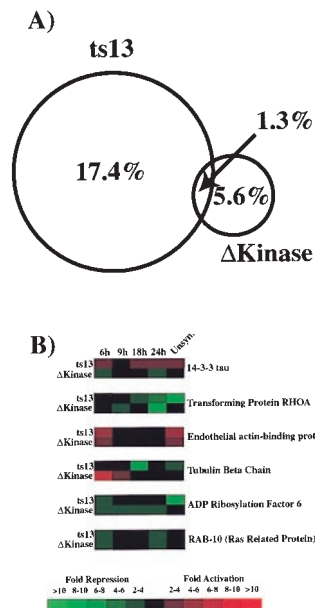 A)
ts13
1.3%
17.4%
5.6%
ΔKinase
B)
6h 9h 18h 24h Unsyn.
ts13
ΔKinase
14-3-3 tau
ts13
ΔKinase
Transforming Protein RHOA
ts13
ΔKinase
Endothelial actin-binding prot
ts13
ΔKinase
Tubulin Beta Chain
ts13
ΔKinase
ADP Ribosylation Factor 6
ts13
ΔKinase
RAB-10 (Ras Related Protein)
Fold Repression Fold Activation
>10 8-10 6-8 4-6 2-4 2-4 4-6 6-8 8-10 >10